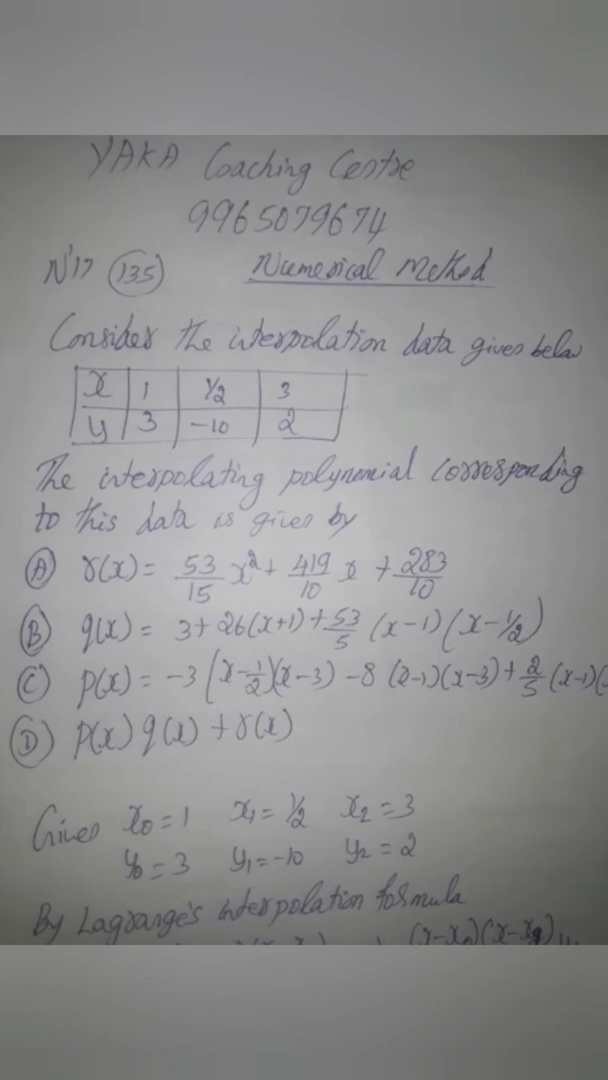 YAKA Coaching Centre
9965079674
N'17 (135) Numerical Method
Consider the interpolation data given below
x 1 1/2 3
y 3 -10 2
The interpolating polynomial corresponding
to this data is given by
(A) r(x) = 53/15 x² + 419/10 x + 283/10
(B) q(x) = 3+26(x+1)+53/5 (x-1)(x-1/2)
(C) p(x) = -3(x-1/2)(x-3) -8(x-1)(x-3)+2/5(x-1)(
(D) p(x) q(x) + r(x)
Given x₀ = 1 x₁ = 1/2 x₂ = 3
y₀ = 3 y₁ = -10 y₂ = 2
By Lagrange's interpolation formula
(x-x₀)(x-x₂)